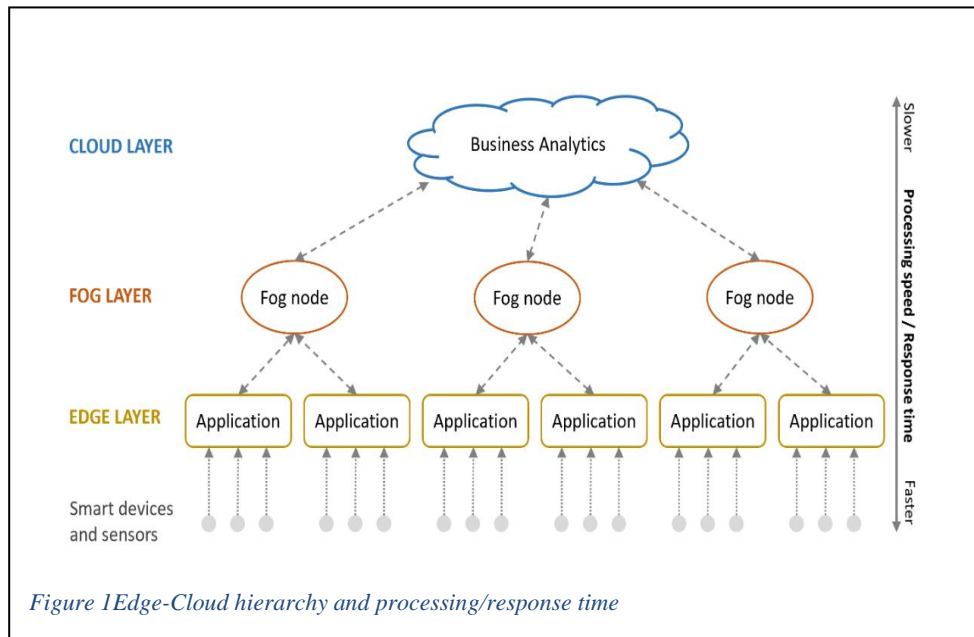 CLOUD LAYER
Business Analytics
FOG LAYER
Fog node
Fog node
Fog node
EDGE LAYER
Application
Application
Application
Application
Application
Application
Smart devices
and sensors
Slower
Processing speed / Response time
Faster
Figure 1Edge-Cloud hierarchy and processing/response time